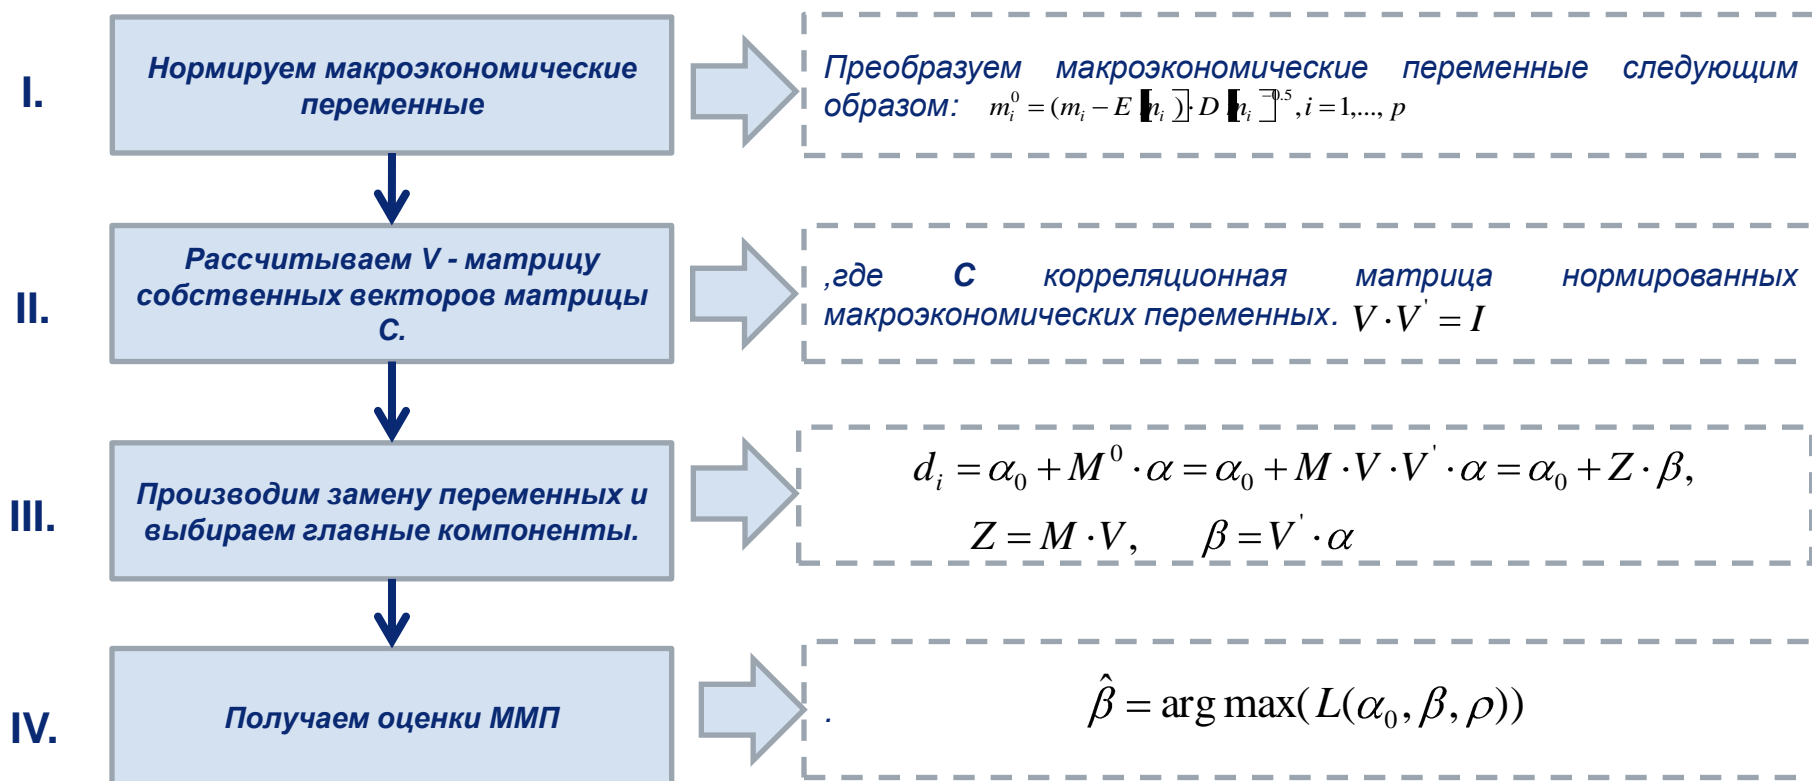 I.
Нормируем макроэкономические
переменные
Преобразуем макроэкономические переменные следующим
образом: m_i^0 = (m_i − E[m_i])·D[m_i]^{−0.5}, i = 1,..., p
II.
Рассчитываем V - матрицу
собственных векторов матрицы
С.
,где С корреляционная матрица нормированных
макроэкономических переменных. V·V' = I
III.
Производим замену переменных и
выбираем главные компоненты.
d_i = α_0 + M^0·α = α_0 + M·V·V'·α = α_0 + Z·β,
Z = M·V, β = V'·α
IV.
Получаем оценки ММП
. β̂ = arg max(L(α_0, β, ρ))